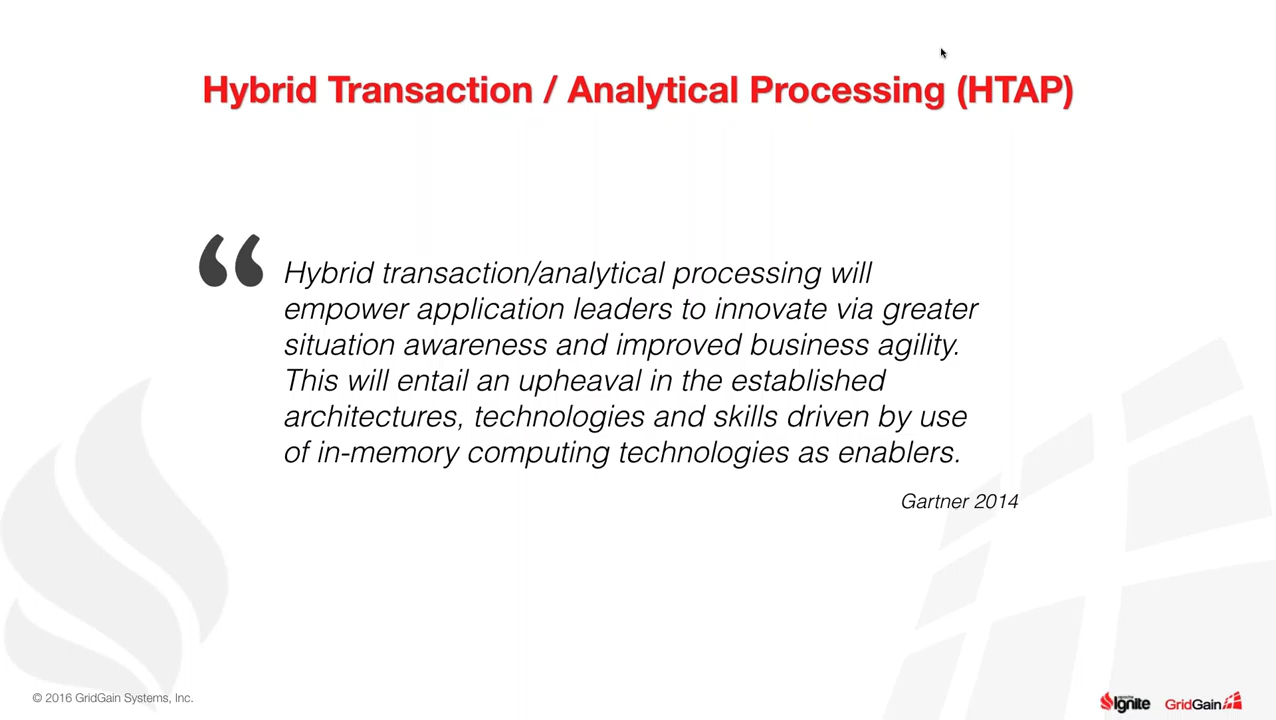 Hybrid Transaction / Analytical Processing (HTAP)
“
Hybrid transaction/analytical processing will
empower application leaders to innovate via greater
situation awareness and improved business agility.
This will entail an upheaval in the established
architectures, technologies and skills driven by use
of in-memory computing technologies as enablers.
Gartner 2014
© 2016 GridGain Systems, Inc.
Ignite
GridGain